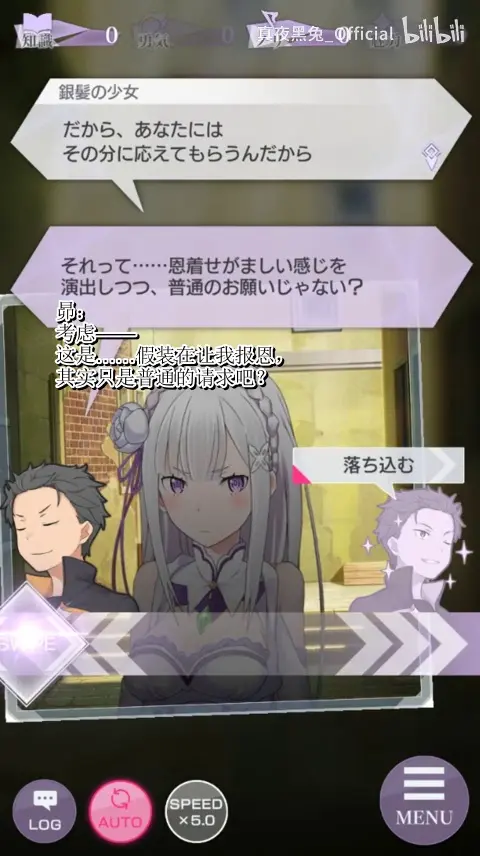 真夜黑兔_Official bilibili
知識 0 勇気 0 0
銀髪の少女
だから、あなたには
その分に応えてもらうんだから
それって……恩着せがましい感じを
演出しつつ、普通のお願いじゃない？
昴：
考虑——
这是......假装在让我报恩，
其实只是普通的请求吧？
落ち込む
SWIPE
LOG
AUTO
SPEED
×5.0
MENU